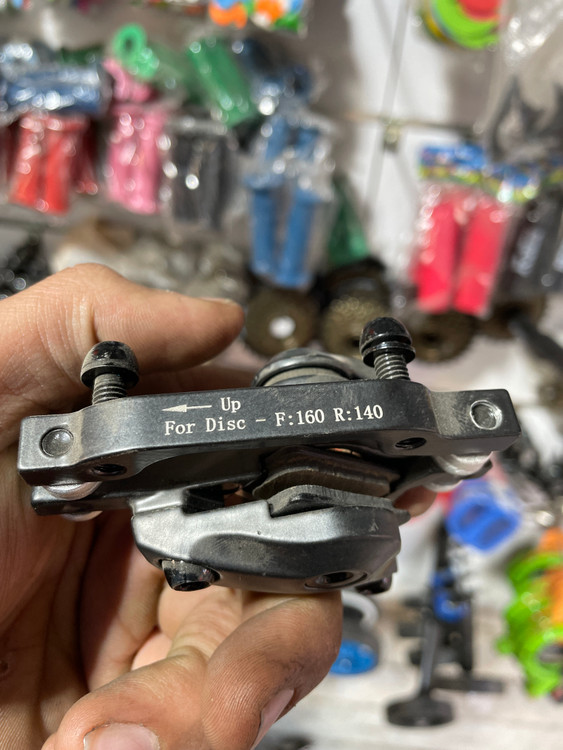 ← Up
For Disc - F:160 R:140